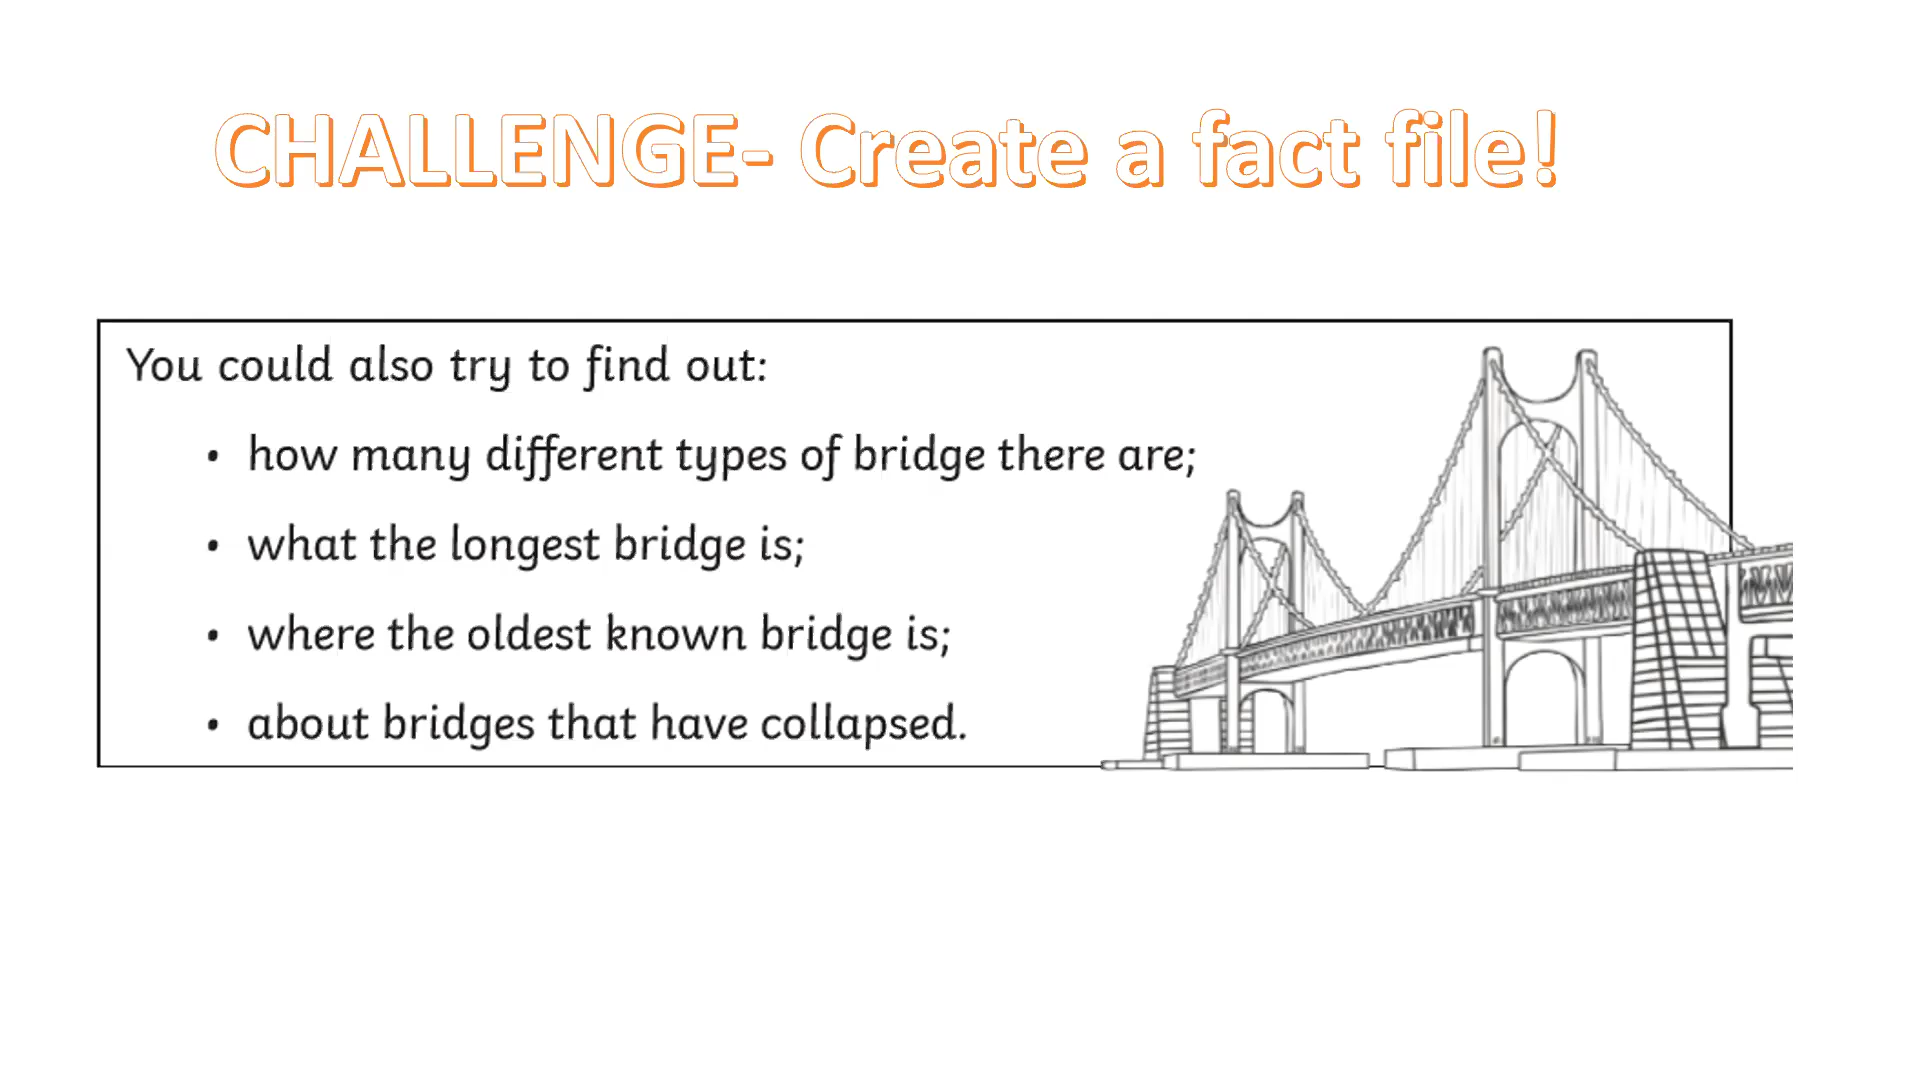 CHALLENGE- Create a fact file!
You could also try to find out:
• how many different types of bridge there are;
• what the longest bridge is;
• where the oldest known bridge is;
• about bridges that have collapsed.